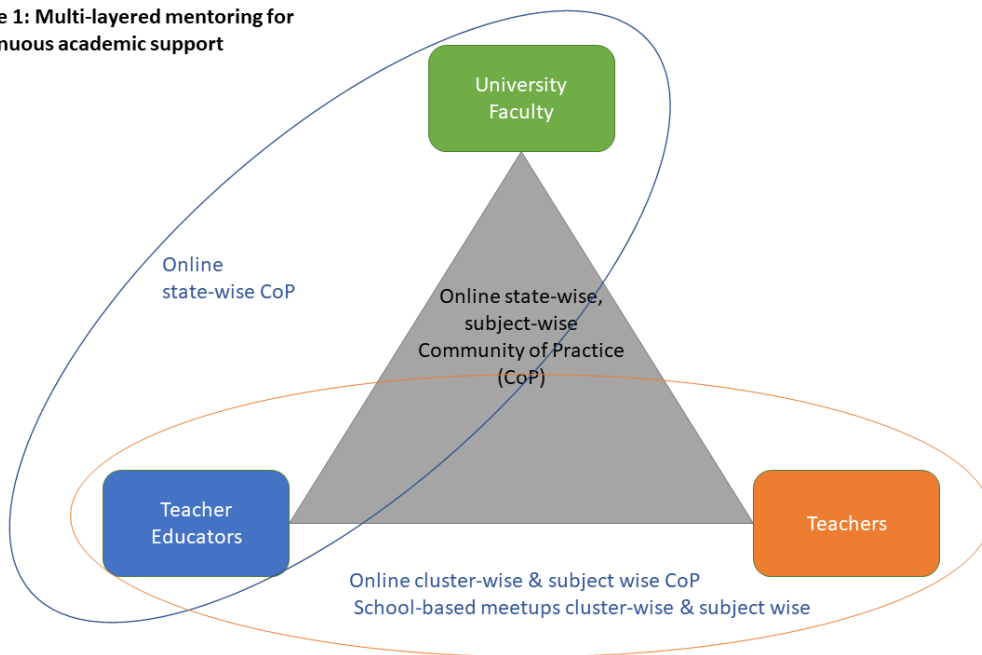 e 1: Multi-layered mentoring for
nuous academic support
University
Faculty
Online
state-wise CoP
Online state-wise,
subject-wise
Community of Practice
(CoP)
Teacher
Educators
Teachers
Online cluster-wise & subject wise CoP
School-based meetups cluster-wise & subject wise